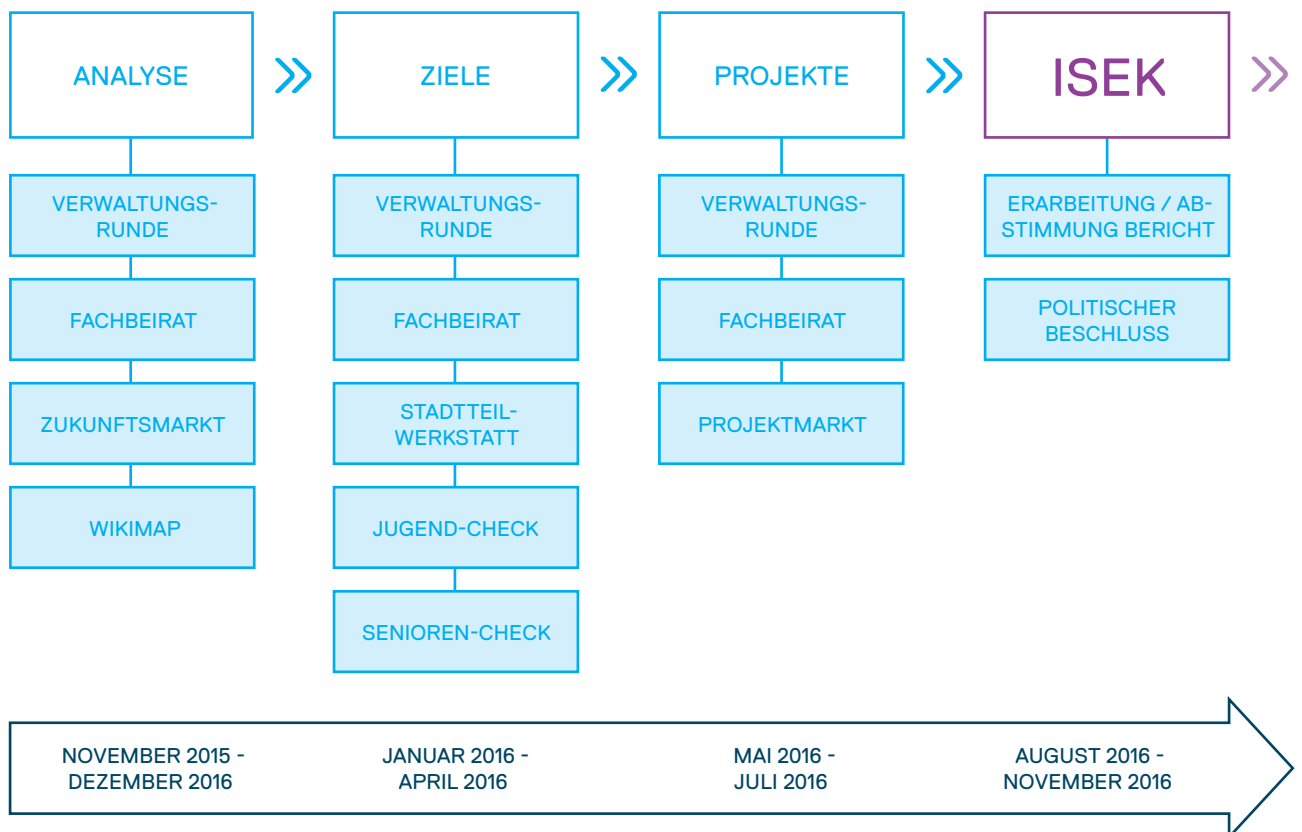 ANALYSE
ZIELE
PROJEKTE
ISEK
VERWALTUNGS-
RUNDE
FACHBEIRAT
ZUKUNFTSMARKT
WIKIMAP
VERWALTUNGS-
RUNDE
FACHBEIRAT
STADTTEIL-
WERKSTATT
JUGEND-CHECK
SENIOREN-CHECK
VERWALTUNGS-
RUNDE
FACHBEIRAT
PROJEKTMARKT
ERARBEITUNG / AB-
STIMMUNG BERICHT
POLITISCHER
BESCHLUSS
NOVEMBER 2015 -
DEZEMBER 2016
JANUAR 2016 -
APRIL 2016
MAI 2016 -
JULI 2016
AUGUST 2016 -
NOVEMBER 2016